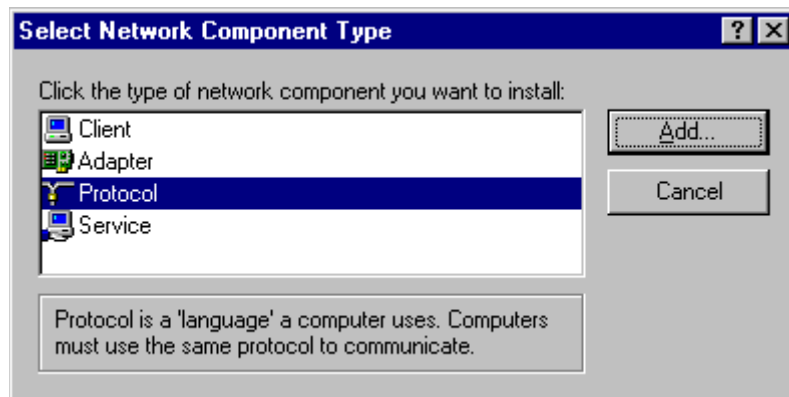 Select Network Component Type
Click the type of network component you want to install:
Client
Adapter
Protocol
Service
Add...
Cancel
Protocol is a 'language' a computer uses. Computers
must use the same protocol to communicate.